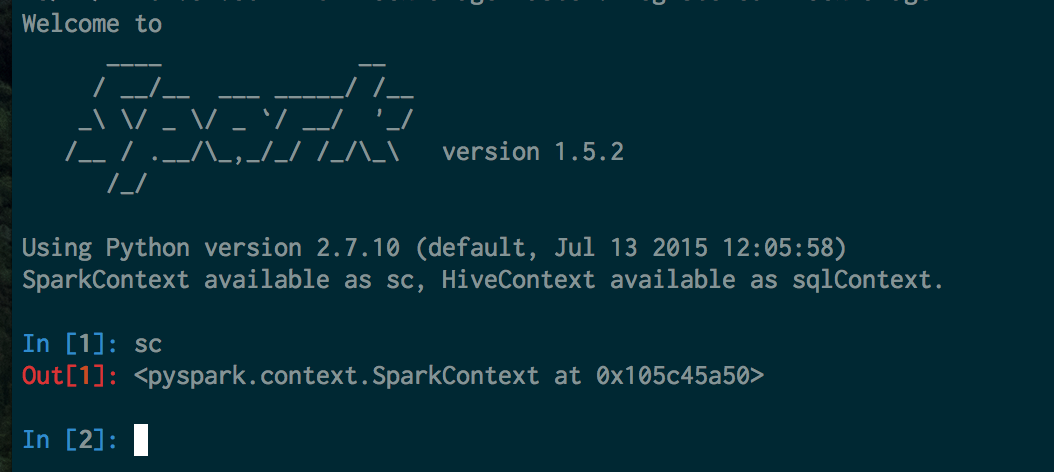 Welcome to
      ____              __
     / __/__  ___ _____/ /__
    _\ \/ _ \/ _ `/ __/  '_/
   /__ / .__/\_,_/_/ /_/\_\   version 1.5.2
      /_/
Using Python version 2.7.10 (default, Jul 13 2015 12:05:58)
SparkContext available as sc, HiveContext available as sqlContext.
In [1]: sc
Out[1]: <pyspark.context.SparkContext at 0x105c45a50>
In [2]: